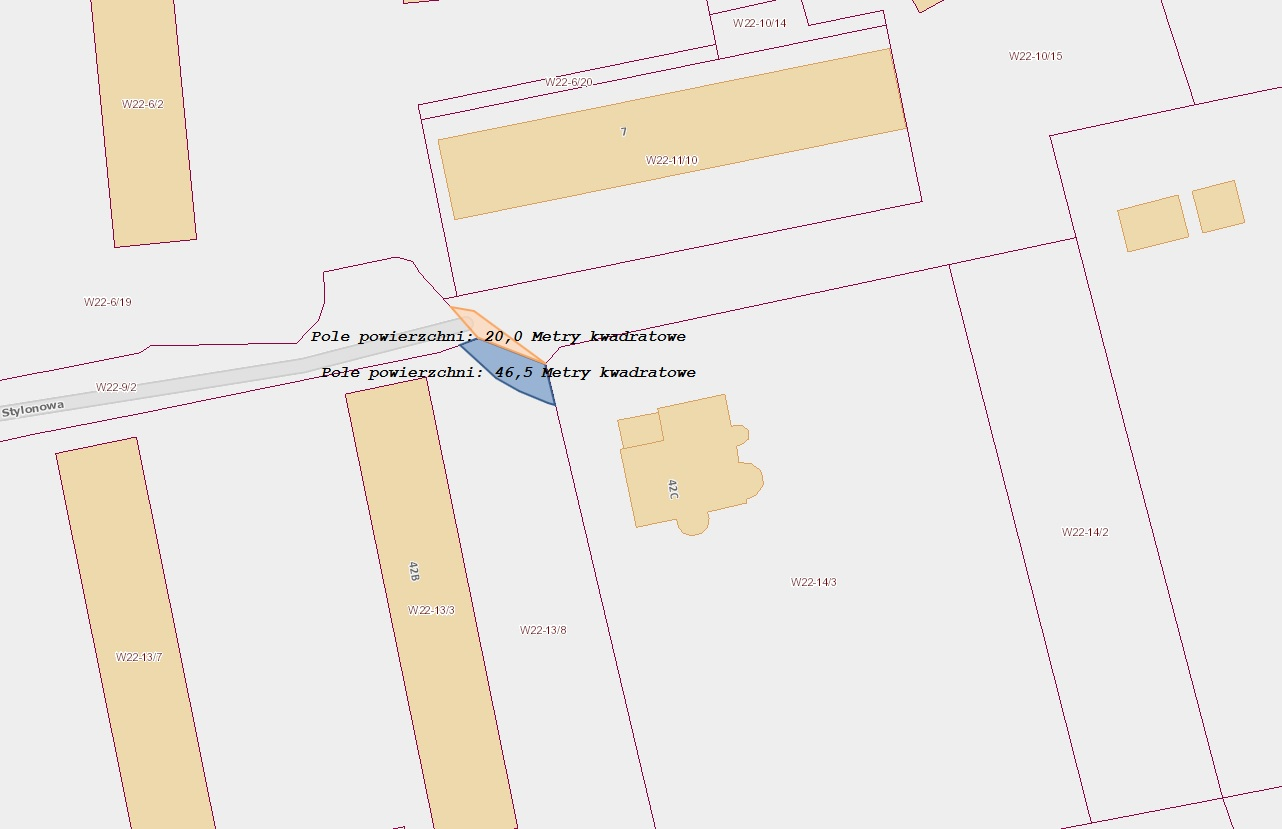 W22-10/14
W22-10/15
W22-6/20
W22-6/2
7
W22-11/10
W22-6/19
Pole powierzchni: 20,0 Metry kwadratowe
Pole powierzchni: 46,5 Metry kwadratowe
W22-9/2
Stylonowa
42C
W22-14/2
42B
W22-14/3
W22-13/3
W22-13/8
W22-13/7